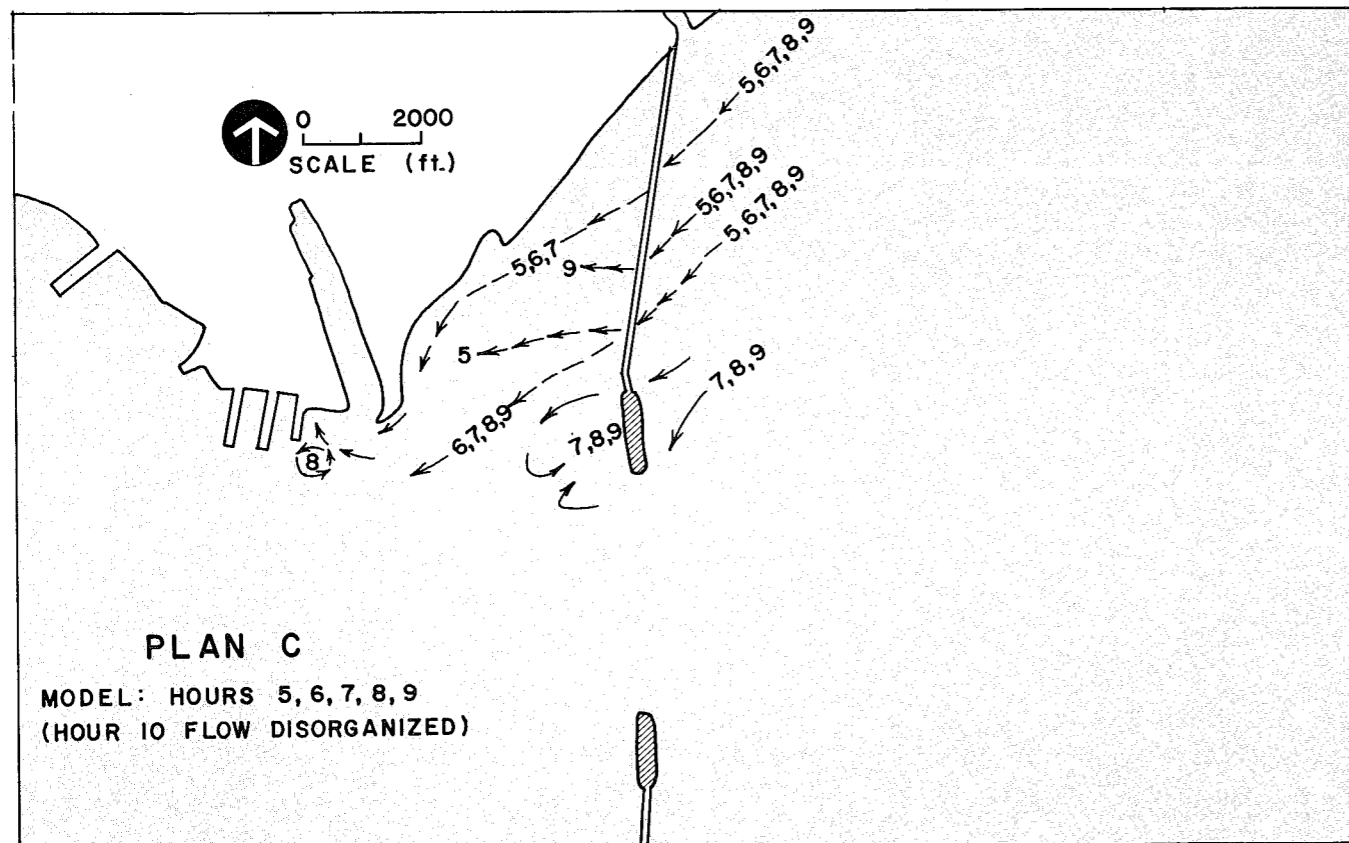 5,6,7,8,9
0 2000
SCALE (ft.)
5,6,7,8,9
5,6,7,8,9
5,6,7
9
5
7,8,9
6,7,8,9
7,8,9
8
PLAN C
MODEL: HOURS 5, 6, 7, 8, 9
(HOUR 10 FLOW DISORGANIZED)